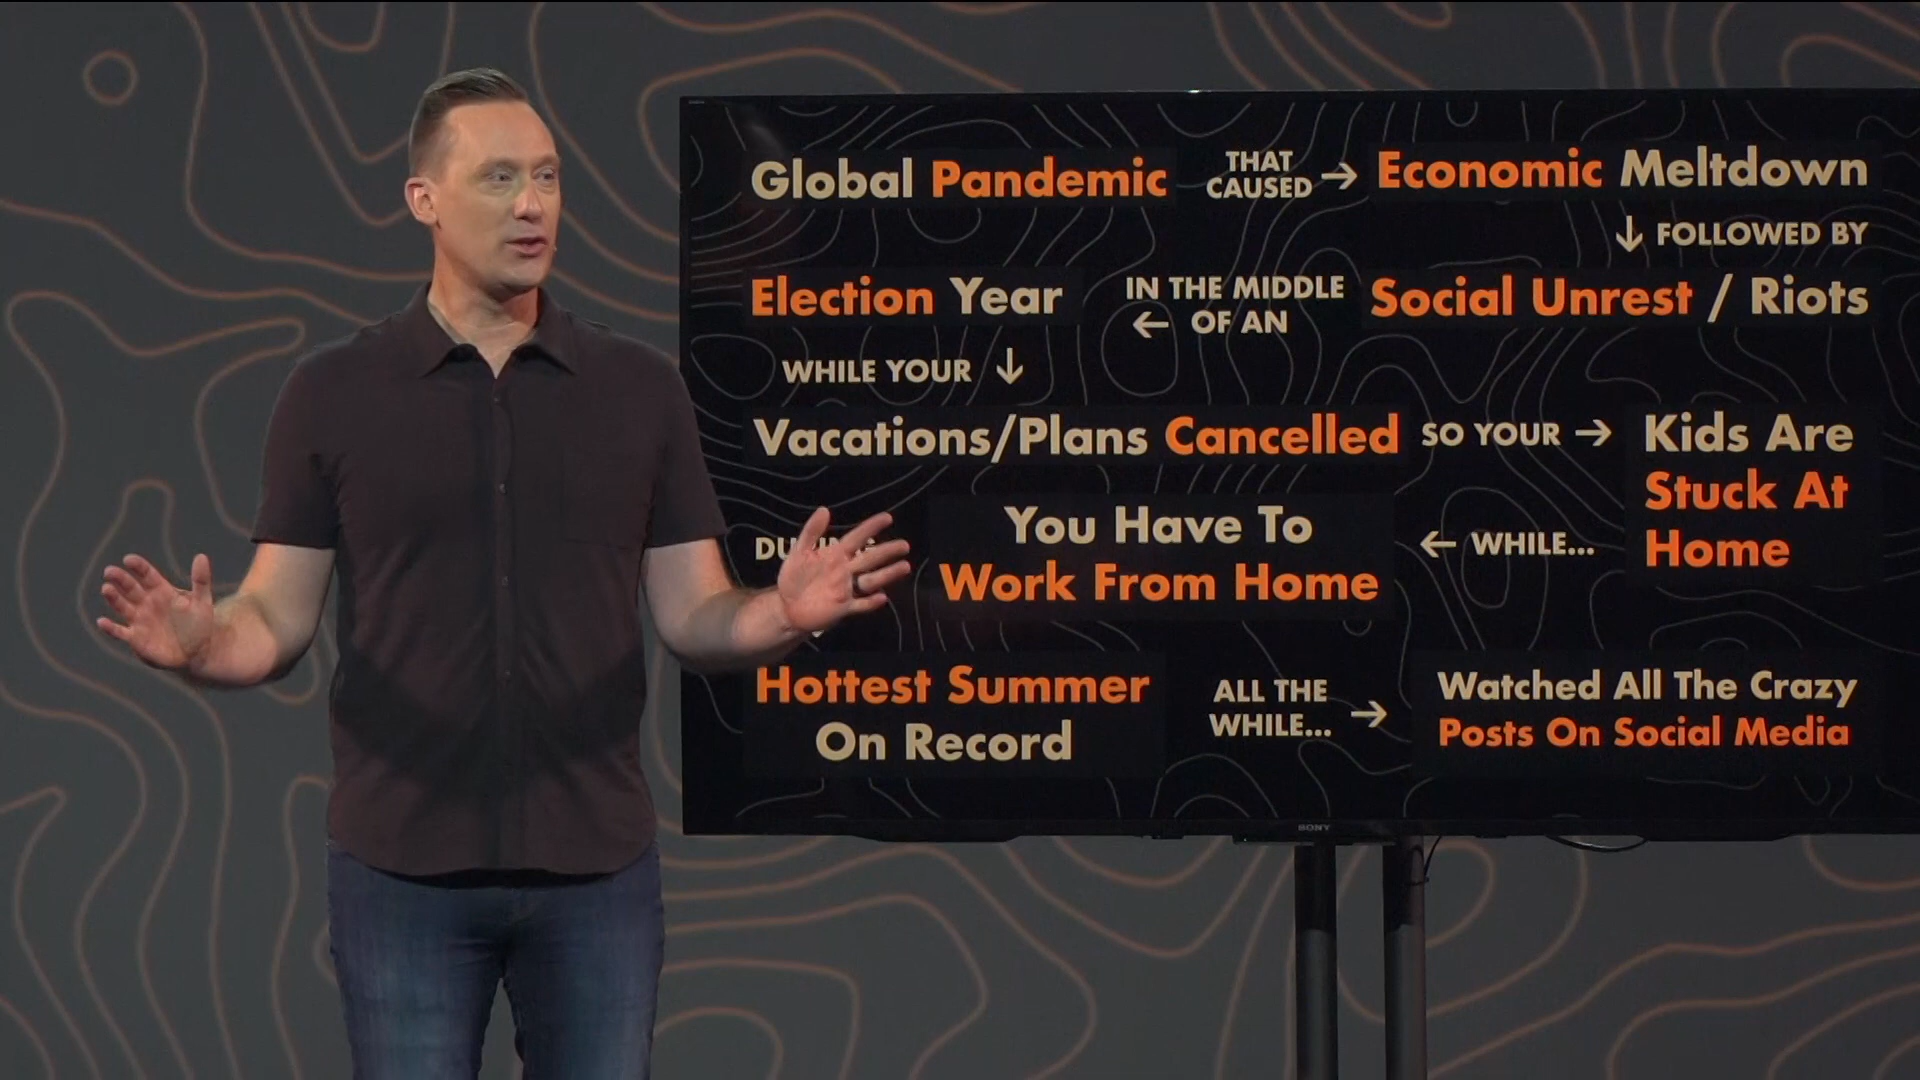 Global Pandemic
THAT
CAUSED →
Economic Meltdown
↓ FOLLOWED BY
Social Unrest / Riots
IN THE MIDDLE
← OF AN
Election Year
WHILE YOUR ↓
Vacations/Plans Cancelled
SO YOUR →
Kids Are
Stuck At
Home
← WHILE...
You Have To
Work From Home
DURING
Hottest Summer
On Record
ALL THE
WHILE... →
Watched All The Crazy
Posts On Social Media
SONY